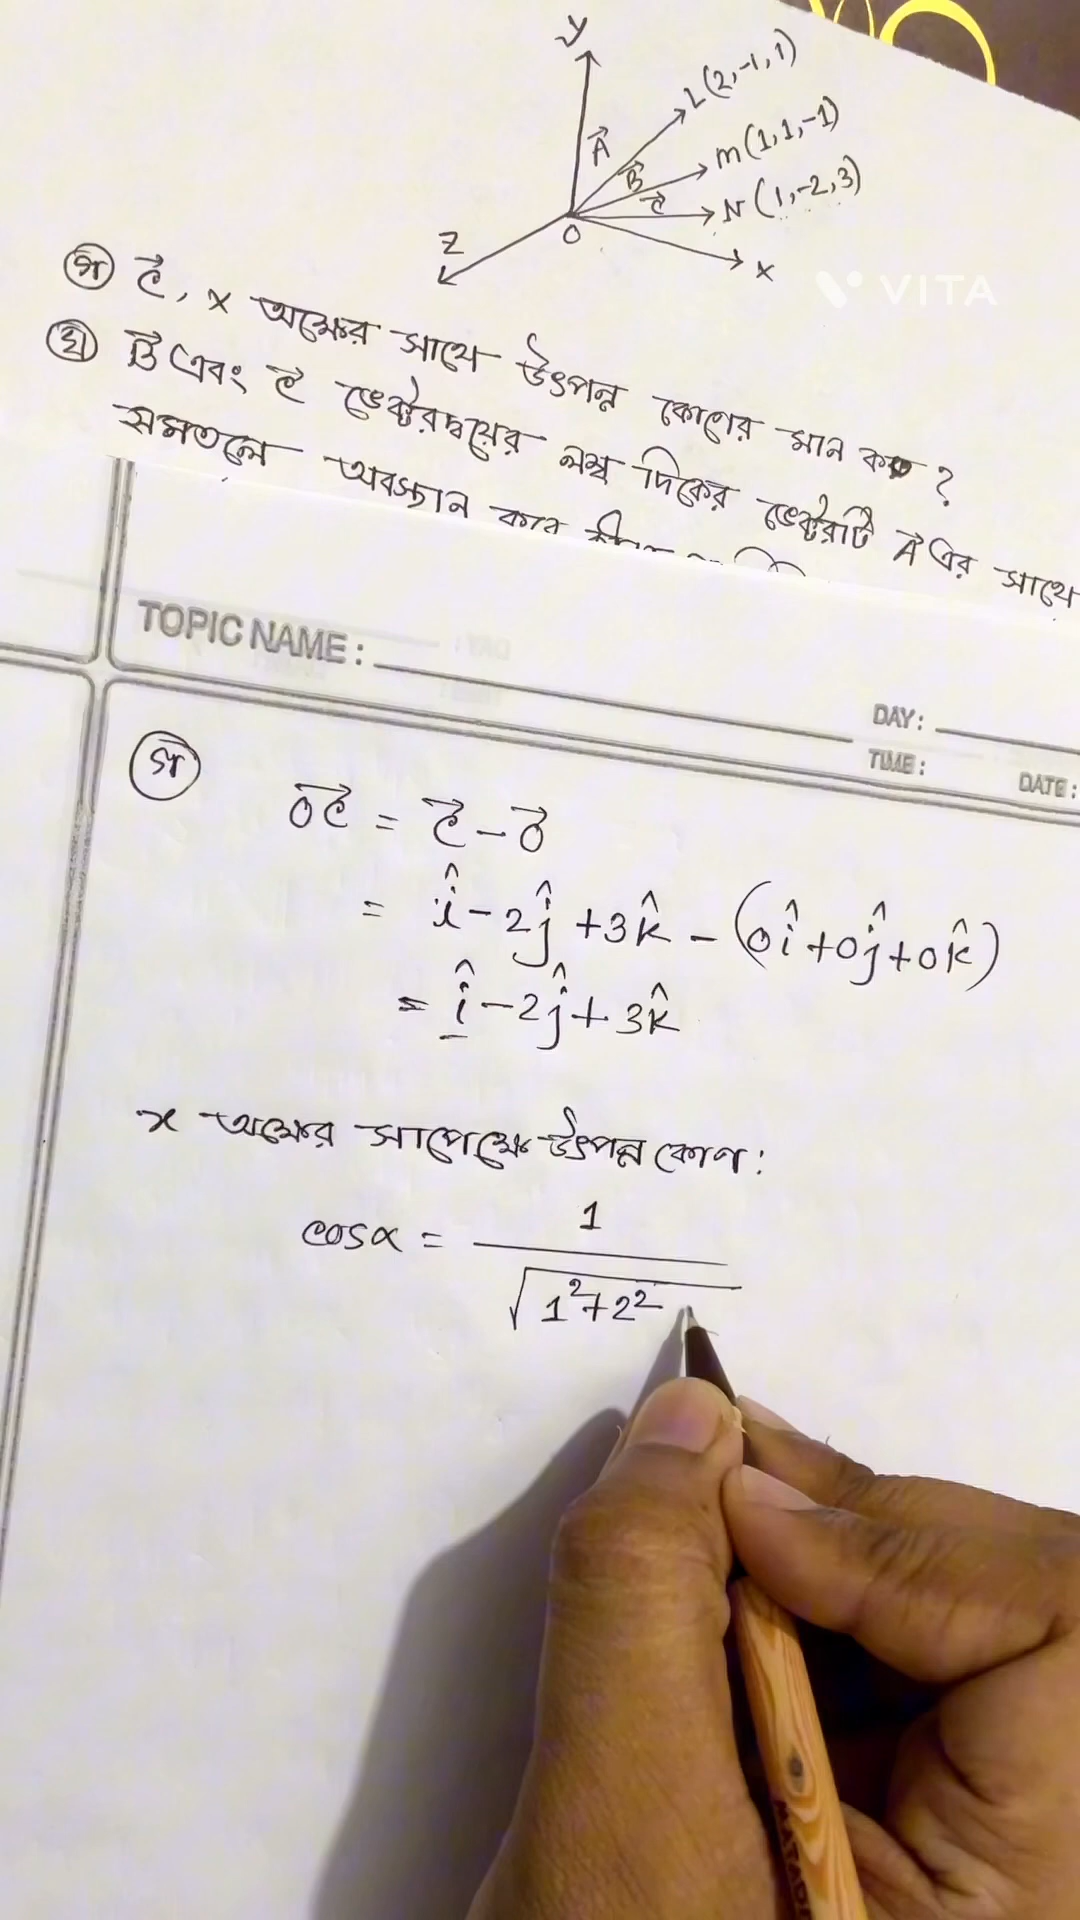 y
L(2,-1,1)
A⃗
m(1,1,-1)
B⃗
N(1,-2,3)
C⃗
O
Z
x
VITA
গ C⃗, x অক্ষের সাথে উৎপন্ন কোণের মান কত ?
ঘ B⃗ এবং C⃗ ভেক্টরদ্বয়ের লম্ব দিকের ভেক্টরটি A⃗ এর সাথে
সমতলে অবস্থান করে
TOPIC NAME :
DAY :
TIME :
DATE :
গ
OC⃗ = C⃗ - O⃗
= î - 2ĵ + 3k̂ - (0î + 0ĵ + 0k̂)
= î - 2ĵ + 3k̂
x অক্ষের সাপেক্ষে উৎপন্ন কোণ :
cosα = 1
√1²+2²